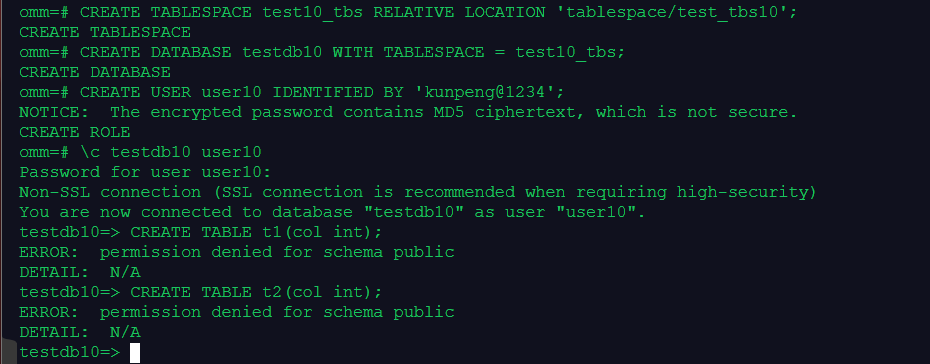 omm=# CREATE TABLESPACE test10_tbs RELATIVE LOCATION 'tablespace/test_tbs10';
CREATE TABLESPACE
omm=# CREATE DATABASE testdb10 WITH TABLESPACE = test10_tbs;
CREATE DATABASE
omm=# CREATE USER user10 IDENTIFIED BY 'kunpeng@1234';
NOTICE:  The encrypted password contains MD5 ciphertext, which is not secure.
CREATE ROLE
omm=# \c testdb10 user10
Password for user user10:
Non-SSL connection (SSL connection is recommended when requiring high-security)
You are now connected to database "testdb10" as user "user10".
testdb10=> CREATE TABLE t1(col int);
ERROR:  permission denied for schema public
DETAIL:  N/A
testdb10=> CREATE TABLE t2(col int);
ERROR:  permission denied for schema public
DETAIL:  N/A
testdb10=>